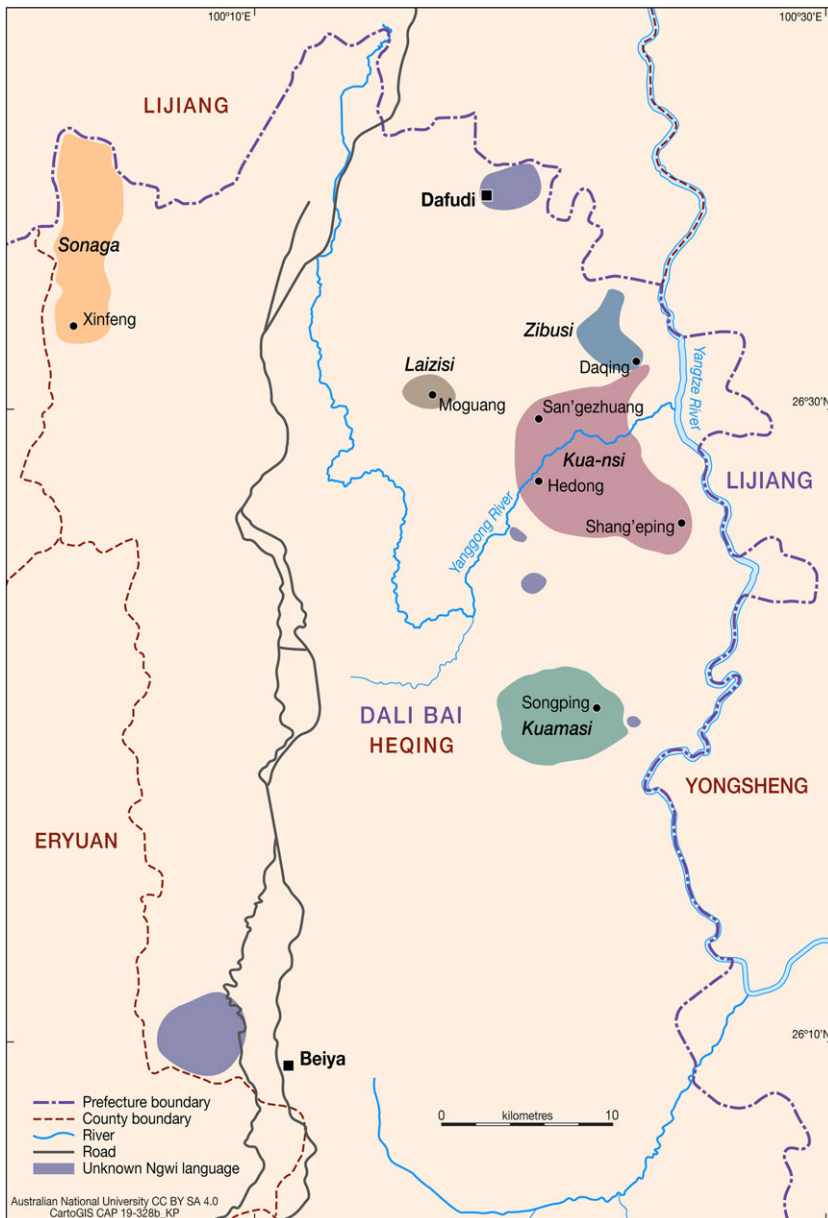 100°10'E
100°30'E
LIJIANG
Dafudi
Sonaga
Xinfeng
Zibusi
Daqing
Yangtze River
Laizisi
Moguang
San'gezhuang
26°30'N
Kua-nsi
Hedong
LIJIANG
Shang'eping
Yanggong River
Songping
Kuamasi
DALI BAI
HEQING
YONGSHENG
ERYUAN
26°10'N
Beiya
Prefecture boundary
County boundary
River
Road
Unknown Ngwi language
0 kilometres 10
Australian National University CC BY SA 4.0
CartoGIS CAP 19-328b_KP